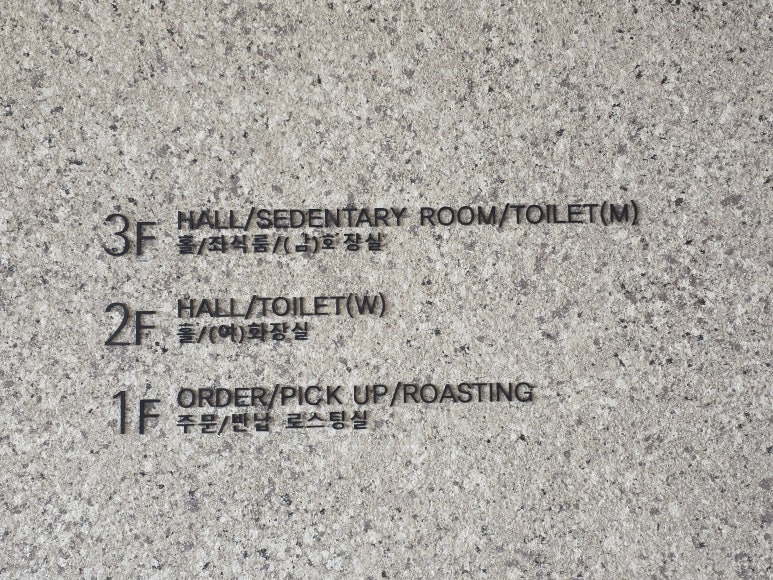 3F HALL/SEDENTARY ROOM/TOILET(M)
홀/좌식룸/(남)화장실
2F HALL/TOILET(W)
홀/(여)화장실
1F ORDER/PICK UP/ROASTING
주문/반납 로스팅실